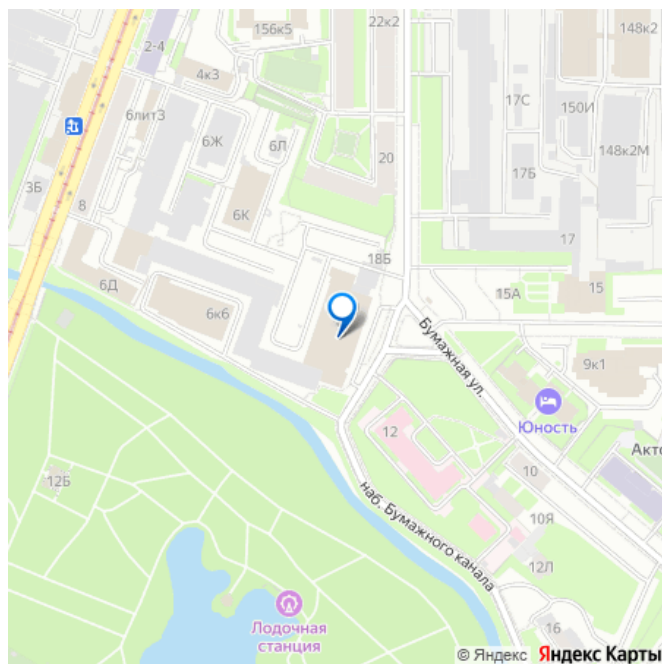 22к2
156к5
148к2
2-4
4к3
17С
150И
6литЗ
6Ж
6Л
148к2М
20
17Б
3Б
8
6К
17
18Б
6Д
15А
15
6к6
Бумажная ул.
9к1
Юность
12
Акто
10
12Б
наб. Бумажного канала
10Я
12Л
Лодочная
станция
16
© Яндекс Яндекс Карты